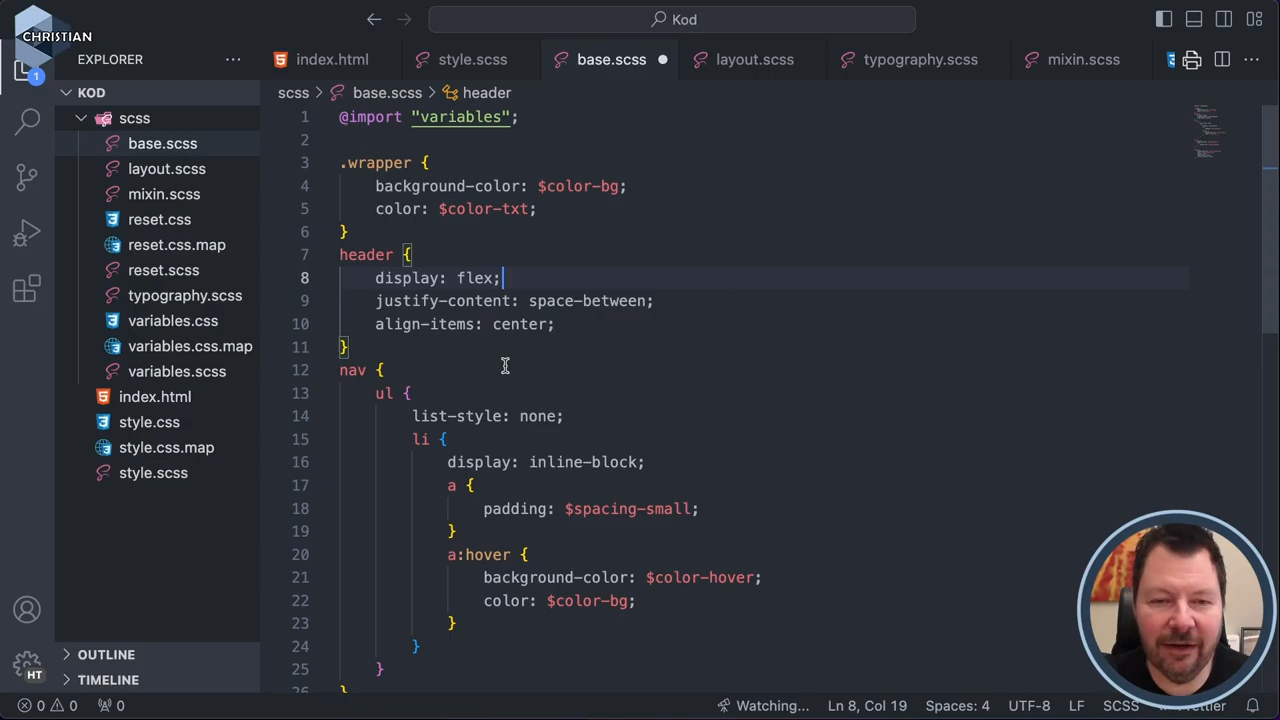 CHRISTIAN
Kod
EXPLORER
index.html
style.scss
base.scss
layout.scss
typography.scss
mixin.scss
KOD
scss
base.scss
layout.scss
mixin.scss
reset.css
reset.css.map
reset.scss
typography.scss
variables.css
variables.css.map
variables.scss
index.html
style.css
style.css.map
style.scss
OUTLINE
TIMELINE
1
HT
scss > base.scss > header
1 @import "variables";
2
3 .wrapper {
4 background-color: $color-bg;
5 color: $color-txt;
6 }
7 header {
8 display: flex;
9 justify-content: space-between;
10 align-items: center;
11 }
12 nav {
13 ul {
14 list-style: none;
15 li {
16 display: inline-block;
17 a {
18 padding: $spacing-small;
19 }
20 a:hover {
21 background-color: $color-hover;
22 color: $color-bg;
23 }
24 }
25 }
26 }
0 0 0 Watching... Ln 8, Col 19 Spaces: 4 UTF-8 LF SCSS Prettier